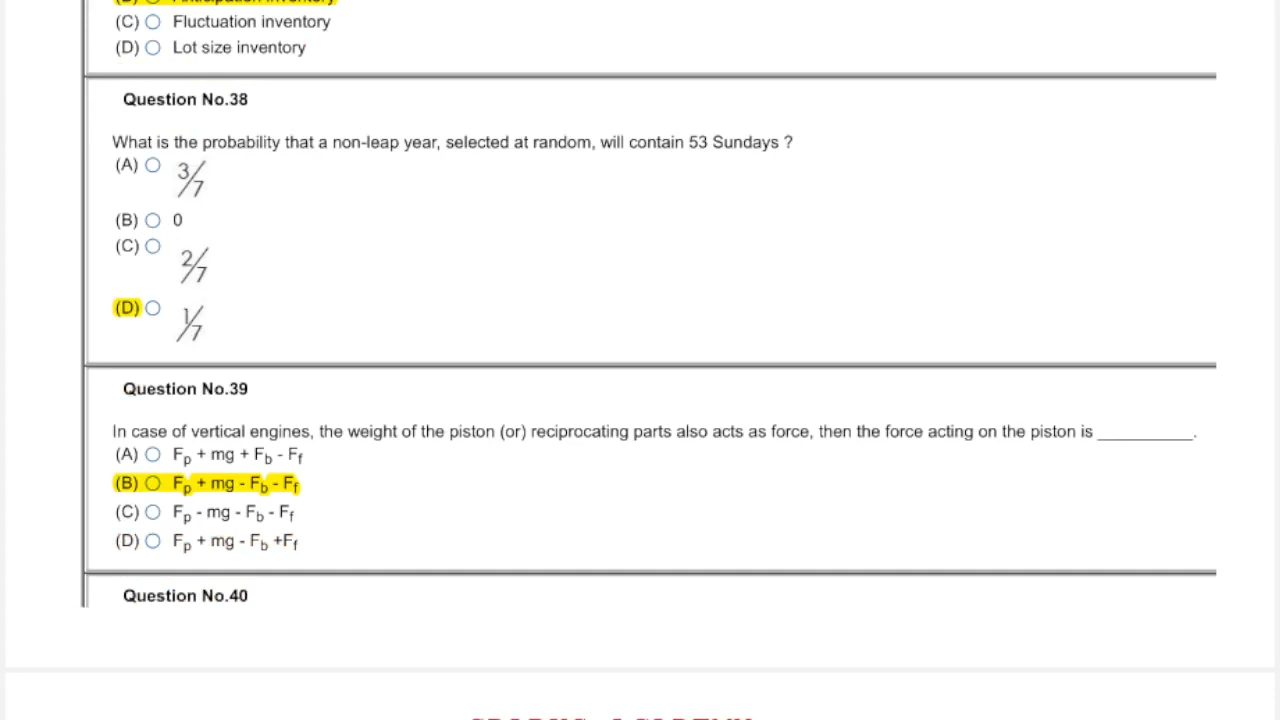 (C) Fluctuation inventory
(D) Lot size inventory
Question No.38
What is the probability that a non-leap year, selected at random, will contain 53 Sundays ?
(A) 3/7
(B) 0
(C) 2/7
(D) 1/7
Question No.39
In case of vertical engines, the weight of the piston (or) reciprocating parts also acts as force, then the force acting on the piston is __________.
(A) Fp + mg + Fb - Ff
(B) Fp + mg - Fb - Ff
(C) Fp - mg - Fb - Ff
(D) Fp + mg - Fb +Ff
Question No.40